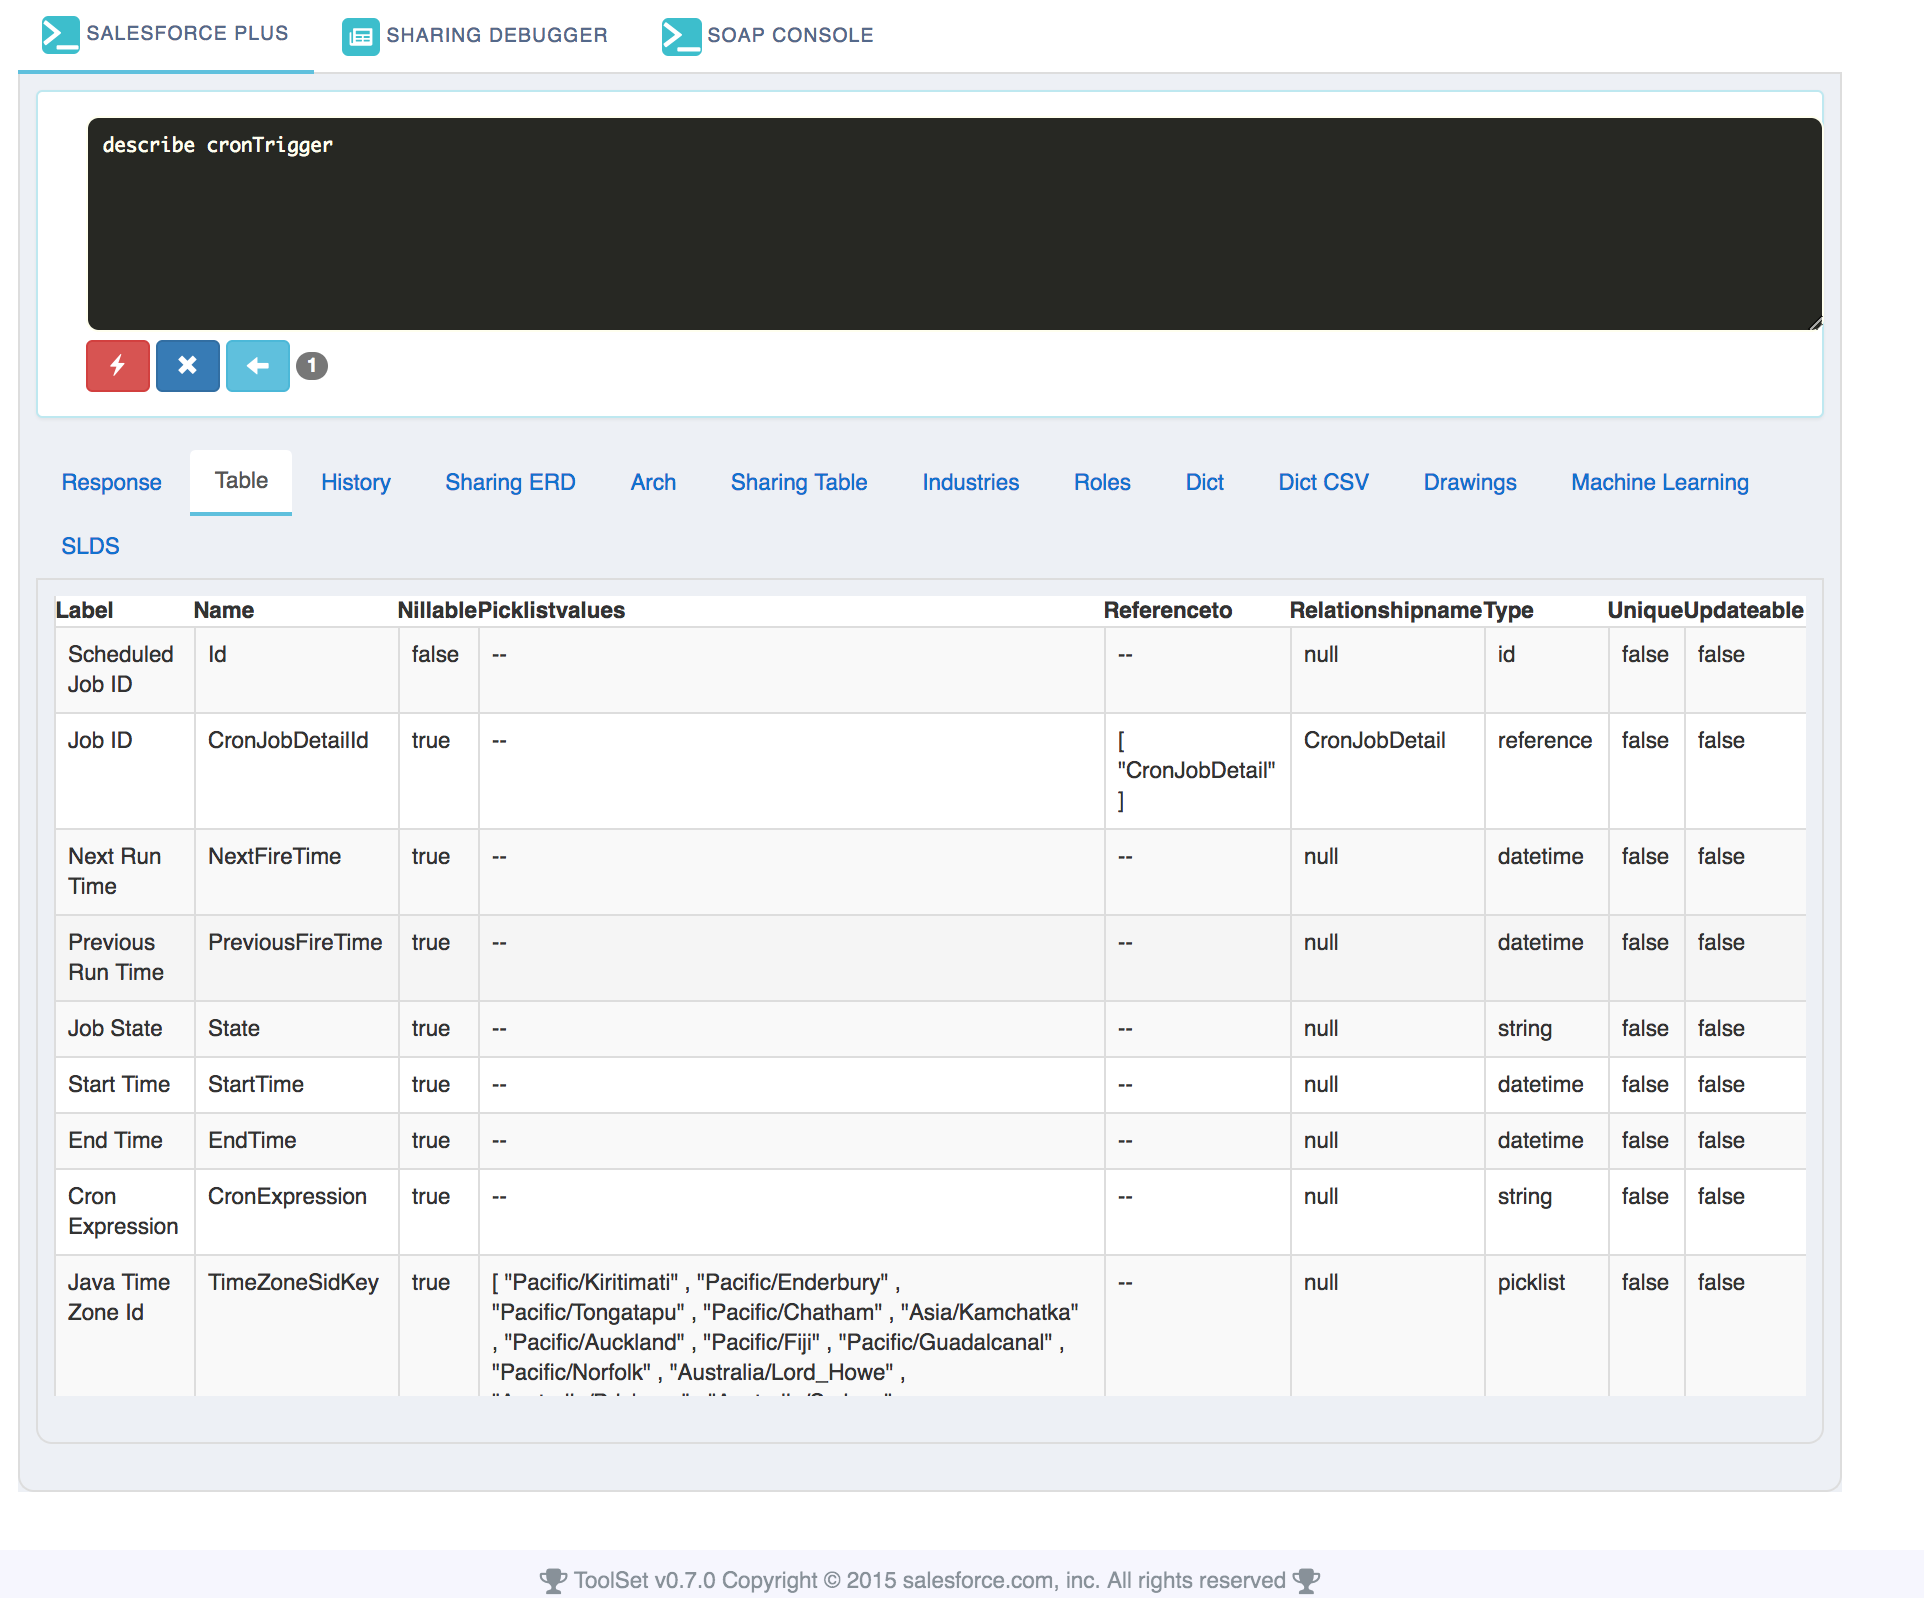 SALESFORCE PLUS SHARING DEBUGGER SOAP CONSOLE
describe cronTrigger
1
Response Table History Sharing ERD Arch Sharing Table Industries Roles Dict Dict CSV Drawings Machine Learning
SLDS
Label Name Nillable Picklistvalues Referenceto Relationshipname Type Unique Updateable
Scheduled Id false -- -- null id false false
Job ID
Job ID CronJobDetailId true -- [ CronJobDetail reference false false
"CronJobDetail"
]
Next Run NextFireTime true -- -- null datetime false false
Time
Previous PreviousFireTime true -- -- null datetime false false
Run Time
Job State State true -- -- null string false false
Start Time StartTime true -- -- null datetime false false
End Time EndTime true -- -- null datetime false false
Cron CronExpression true -- -- null string false false
Expression
Java Time TimeZoneSidKey true [ "Pacific/Kiritimati" , "Pacific/Enderbury" , -- null picklist false false
Zone Id "Pacific/Tongatapu" , "Pacific/Chatham" , "Asia/Kamchatka"
, "Pacific/Auckland" , "Pacific/Fiji" , "Pacific/Guadalcanal" ,
"Pacific/Norfolk" , "Australia/Lord_Howe" ,
ToolSet v0.7.0 Copyright © 2015 salesforce.com, inc. All rights reserved